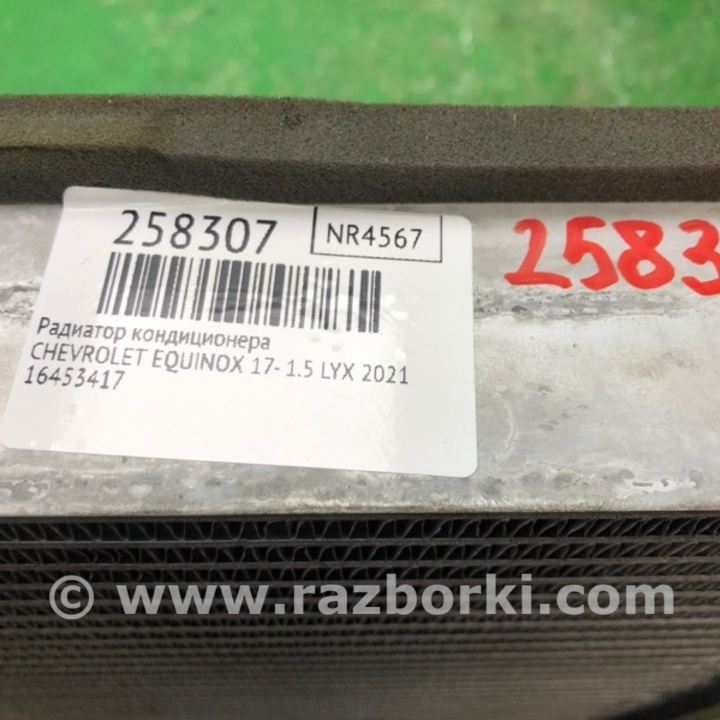 258307
NR4567
2583
Радиатор кондиционера
CHEVROLET EQUINOX 17- 1.5 LYX 2021
16453417
© www.razborki.com